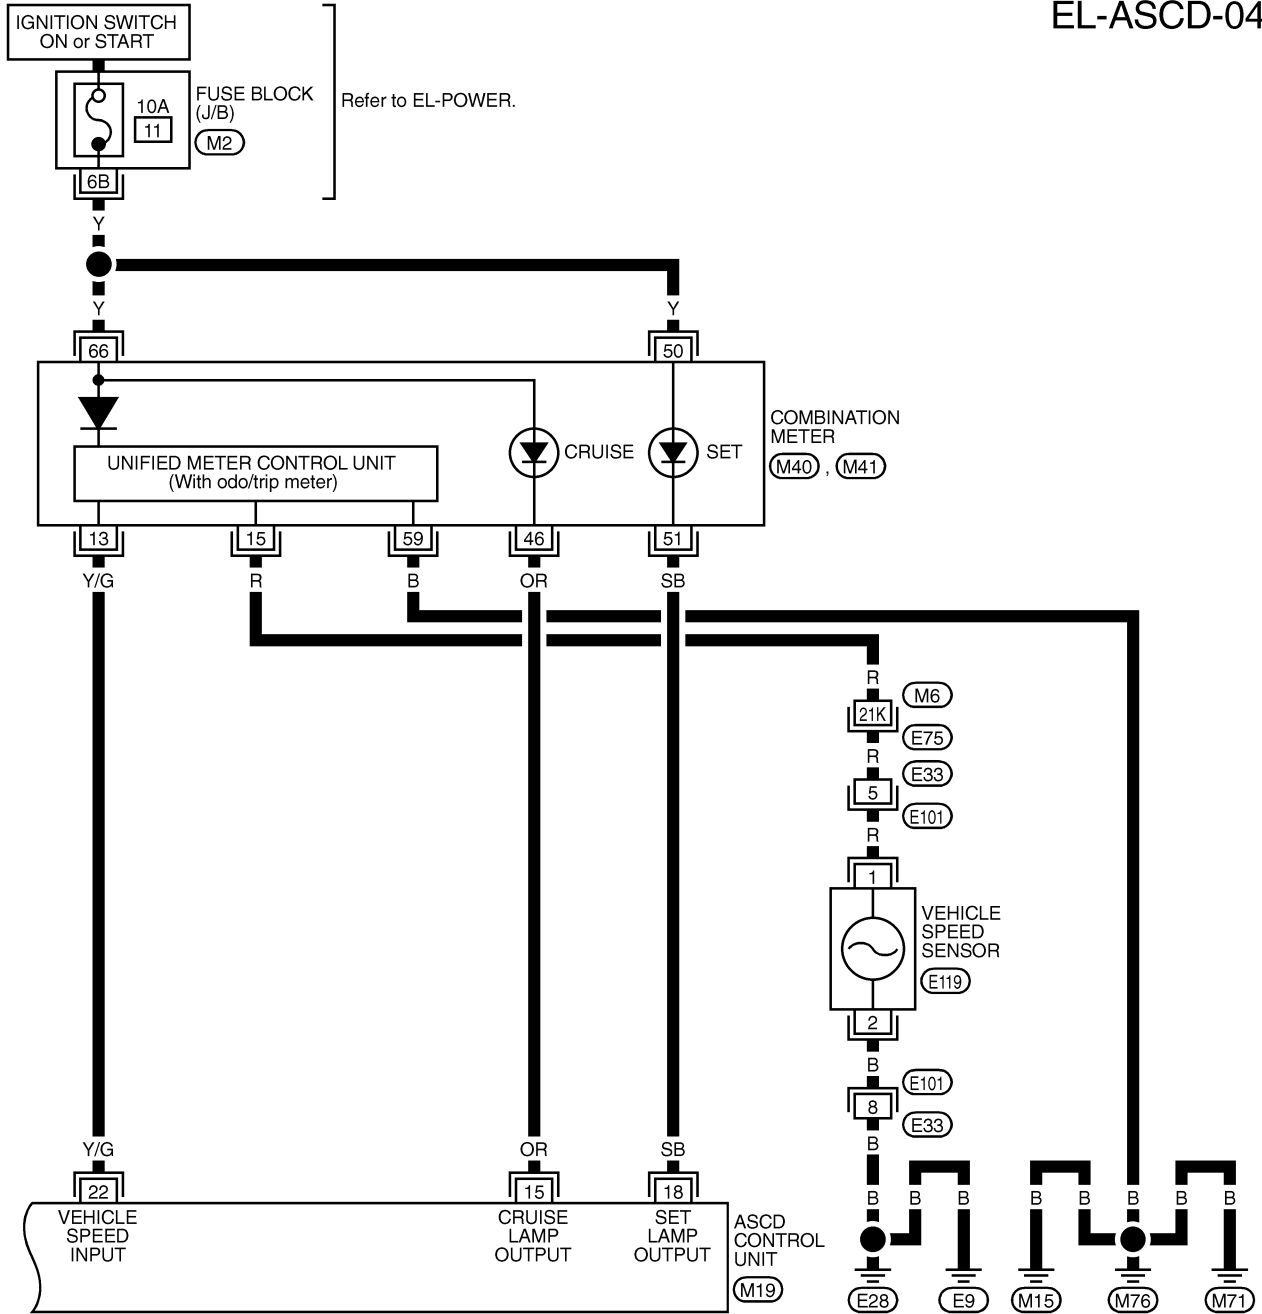 EL-ASCD-04
IGNITION SWITCH
ON or START
10A
11
FUSE BLOCK
(J/B)
M2
Refer to EL-POWER.
6B
Y
Y
Y
66
50
CRUISE
SET
COMBINATION
METER
M40 , M41
UNIFIED METER CONTROL UNIT
(With odo/trip meter)
13
15
59
46
51
Y/G
R
B
OR
SB
R
M6
21K
E75
R
E33
5
E101
R
1
VEHICLE
SPEED
SENSOR
E119
2
B
E101
8
E33
B
Y/G
OR
SB
22
15
18
B
B
B
B
B
B
B
VEHICLE
SPEED
INPUT
CRUISE
LAMP
OUTPUT
SET
LAMP
OUTPUT
ASCD
CONTROL
UNIT
M19
E28
E9
M15
M76
M71